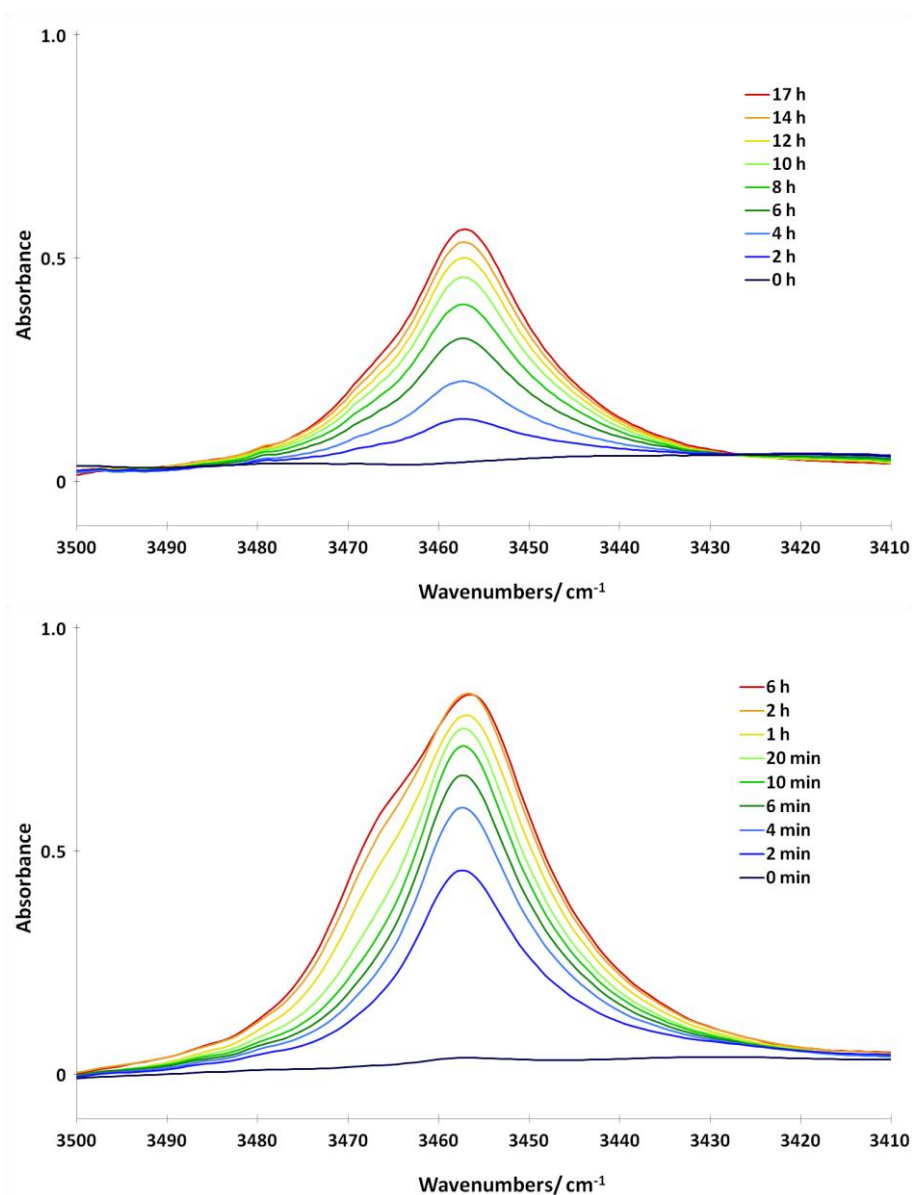 1.0
17 h
14 h
12 h
10 h
8 h
6 h
4 h
2 h
0 h
0.5
Absorbance
0
3500 3490 3480 3470 3460 3450 3440 3430 3420 3410
Wavenumbers/ cm⁻¹
1.0
6 h
2 h
1 h
20 min
10 min
6 min
4 min
2 min
0 min
0.5
Absorbance
0
3500 3490 3480 3470 3460 3450 3440 3430 3420 3410
Wavenumbers/ cm⁻¹